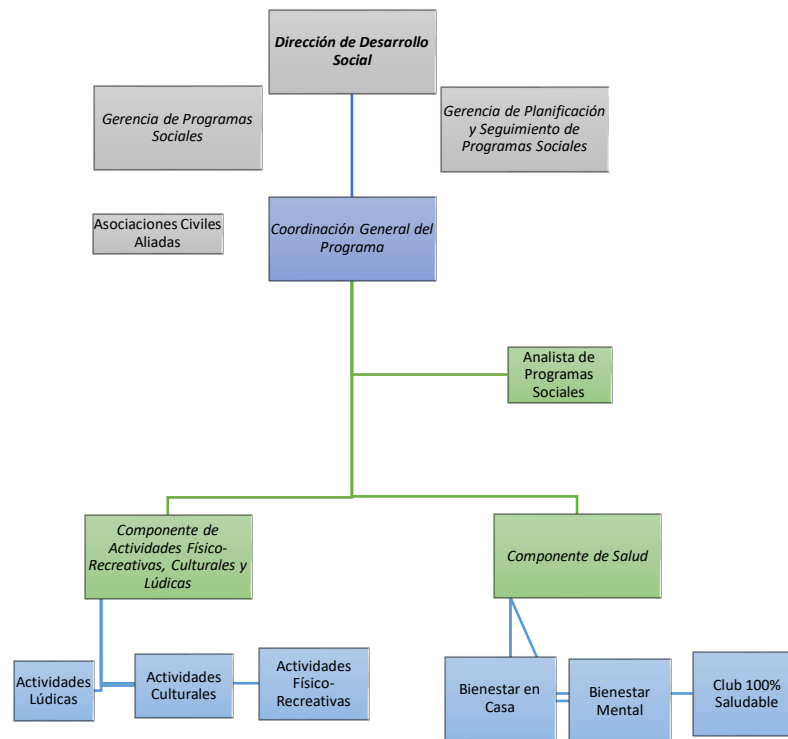 Dirección de Desarrollo
Social
Gerencia de Programas
Sociales
Gerencia de Planificación
y Seguimiento de
Programas Sociales
Asociaciones Civiles
Aliadas
Coordinación General del
Programa
Analista de
Programas
Sociales
Componente de
Actividades Físico-
Recreativas, Culturales y
Lúdicas
Componente de Salud
Actividades
Lúdicas
Actividades
Culturales
Actividades
Físico-
Recreativas
Bienestar en
Casa
Bienestar
Mental
Club 100%
Saludable